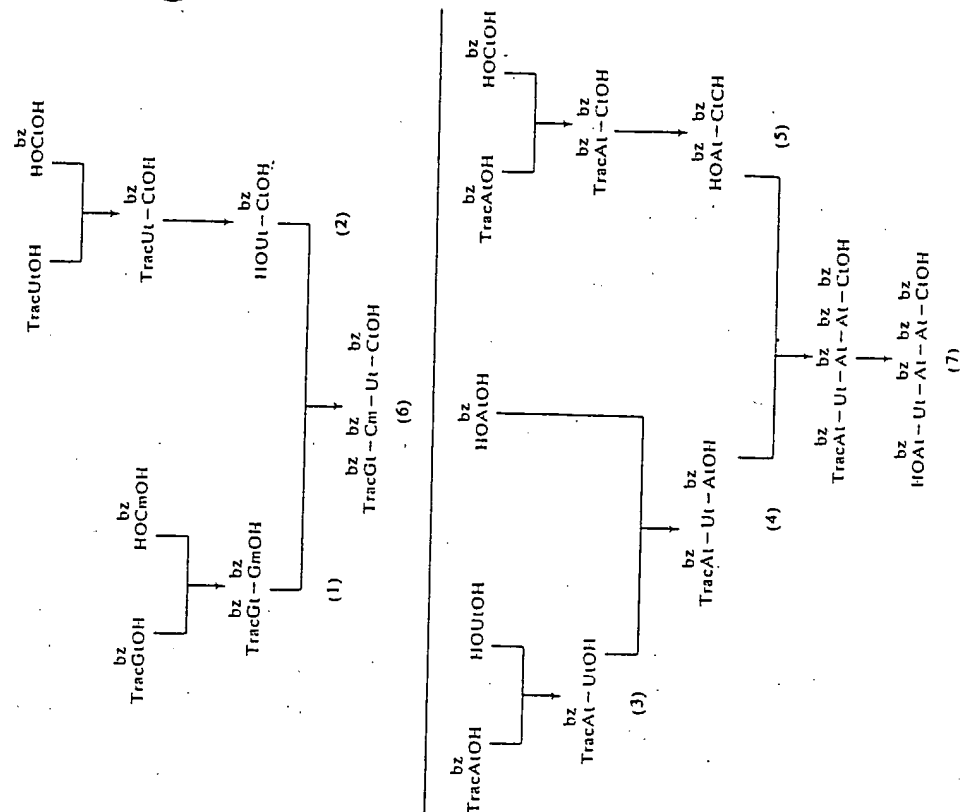 bz
TracUtOH HOCtOH
bz bz
TracGtOH HOCmOH
bz
TracUt–CtOH
bz bz
TracGt–GmOH
bz
HOUt–CtOH
(1) (2)
bz bz bz
TracGt–Cm–Ut–CtOH
(6)
bz bz bz
TracAtOH HOUtOH HOAtOH HOCtOH
bz
TracAtOH
bz
TracAt–UtOH
bz bz
TracAt–CtOH
(3)
bz bz
TracAt–Ut–AtOH
bz bz
HOAt–CtCH
(4) (5)
bz bz bz bz
TracAt–Ut–At–At–CtOH
bz bz bz bz
HOAt–Ut–At–At–CtOH
(7)